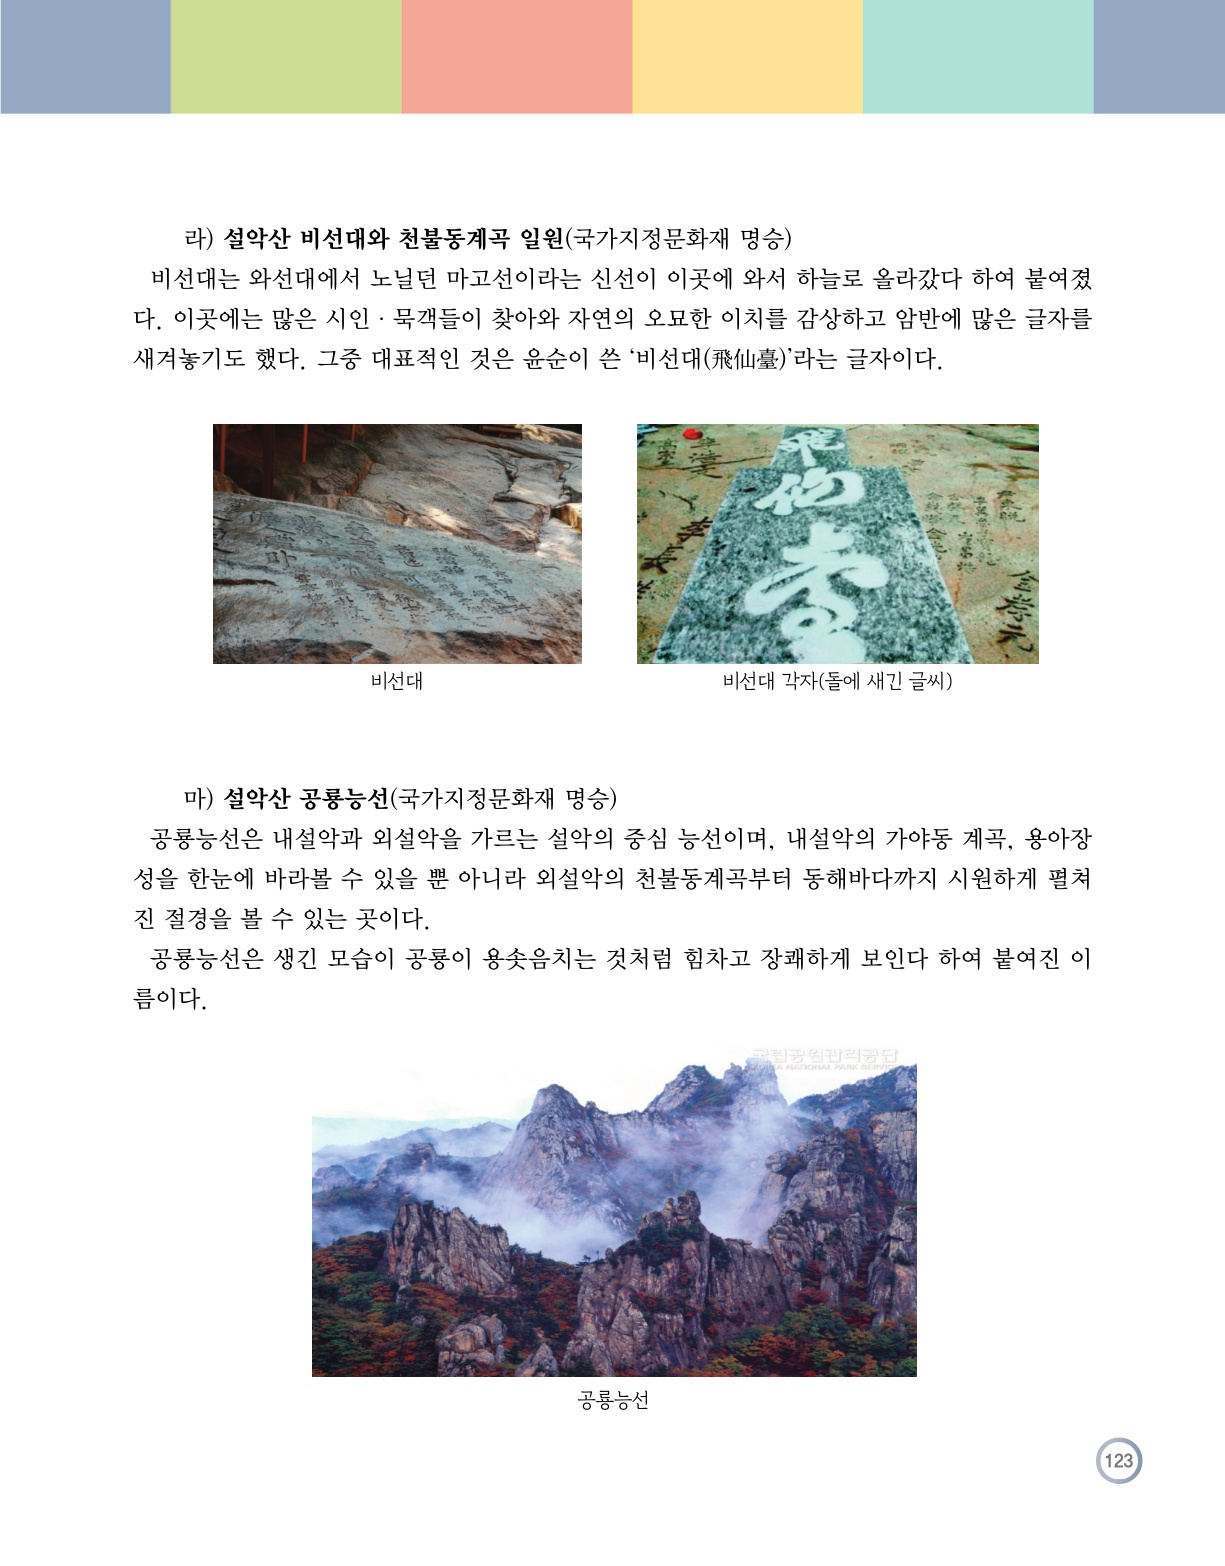 라) 설악산 비선대와 천불동계곡 일원(국가지정문화재 명승)
비선대는 와선대에서 노닐던 마고선이라는 신선이 이곳에 와서 하늘로 올라갔다 하여 붙여졌
다. 이곳에는 많은 시인 · 묵객들이 찾아와 자연의 오묘한 이치를 감상하고 암반에 많은 글자를
새겨놓기도 했다. 그중 대표적인 것은 윤순이 쓴 ‘비선대(飛仙臺)’라는 글자이다.
비선대
비선대 각자(돌에 새긴 글씨)
마) 설악산 공룡능선(국가지정문화재 명승)
공룡능선은 내설악과 외설악을 가르는 설악의 중심 능선이며, 내설악의 가야동 계곡, 용아장
성을 한눈에 바라볼 수 있을 뿐 아니라 외설악의 천불동계곡부터 동해바다까지 시원하게 펼쳐
진 절경을 볼 수 있는 곳이다.
공룡능선은 생긴 모습이 공룡이 용솟음치는 것처럼 힘차고 장쾌하게 보인다 하여 붙여진 이
름이다.
국립공원관리공단
KOREA NATIONAL PARK SERVICE
공룡능선
123